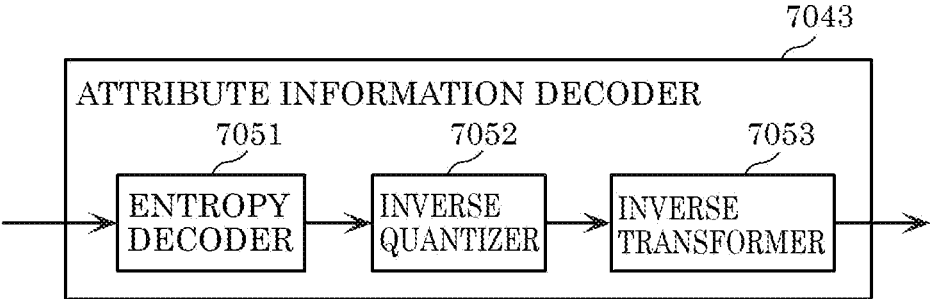 7043
ATTRIBUTE INFORMATION DECODER
7051
7052
7053
ENTROPY
DECODER
INVERSE
QUANTIZER
INVERSE
TRANSFORMER